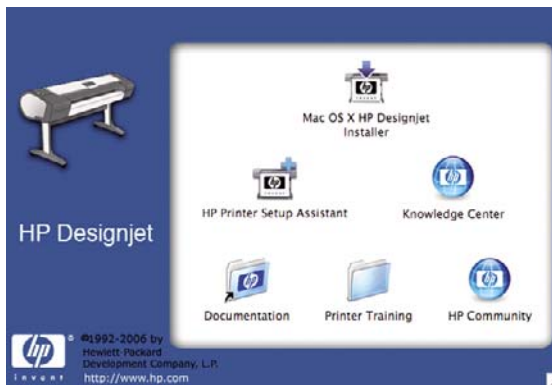 Mac OS X HP Designjet
Installer
HP Printer Setup Assistant
Knowledge Center
HP Designjet
Documentation
Printer Training
HP Community
hp
®
©1992-2006 by
Hewlett-Packard
Development Company, L.P.
invent
http://www.hp.com